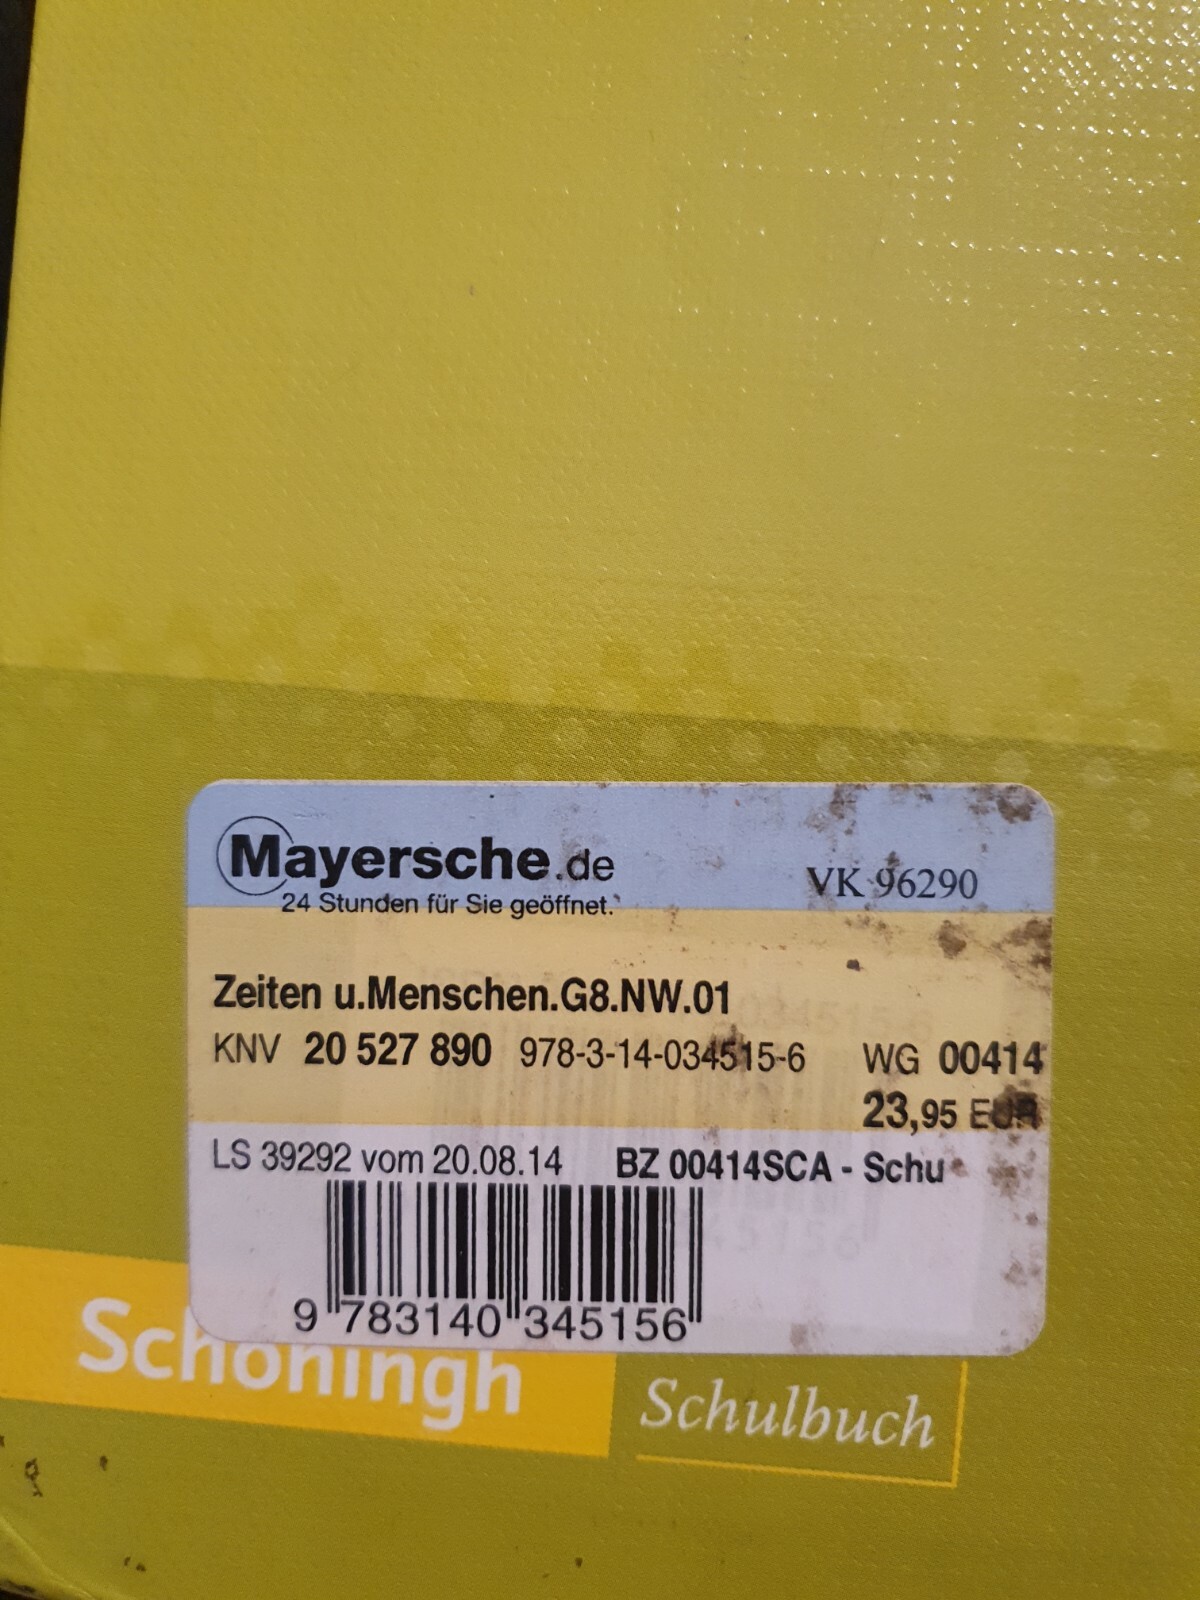 Mayersche.de
24 Stunden für Sie geöffnet.
VK 96290
Zeiten u.Menschen.G8.NW.01
KNV 20 527 890 978-3-14-034515-6 WG 00414
23,95 EUR
LS 39292 vom 20.08.14 BZ 00414SCA - Schu
9 783140 345156
Schöningh
Schulbuch